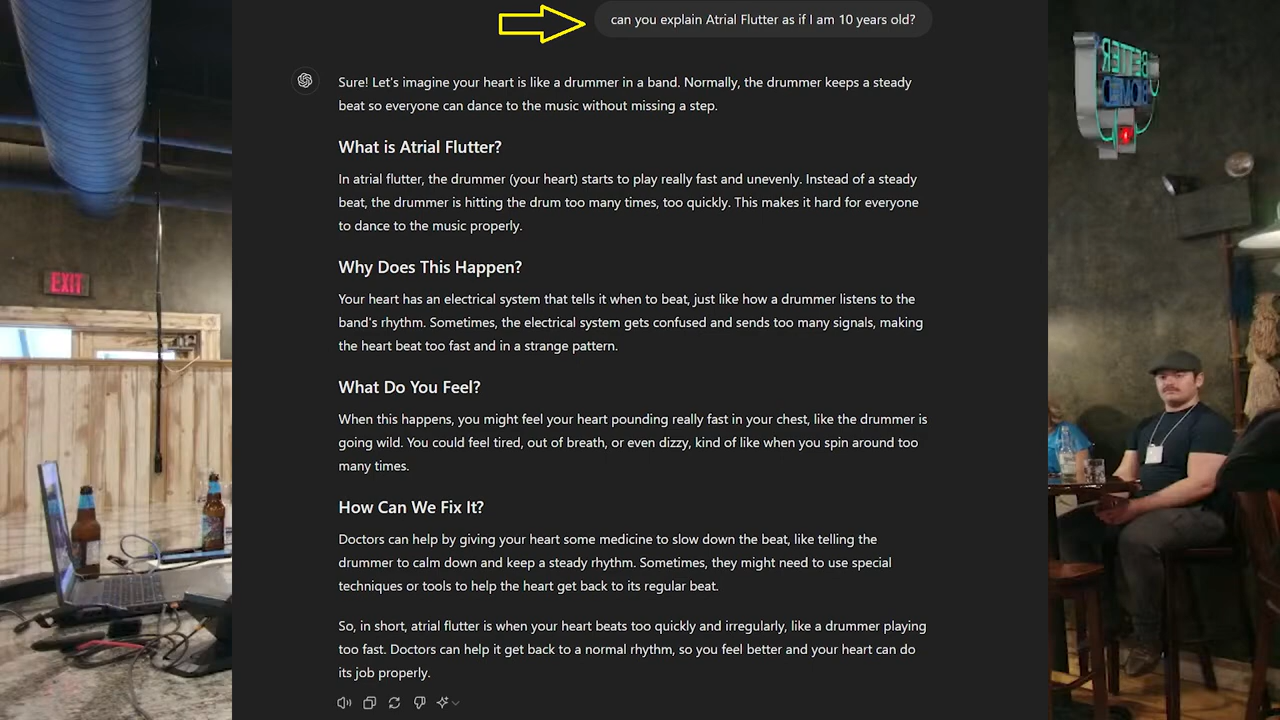 can you explain Atrial Flutter as if I am 10 years old?
Sure! Let's imagine your heart is like a drummer in a band. Normally, the drummer keeps a steady
beat so everyone can dance to the music without missing a step.
What is Atrial Flutter?
In atrial flutter, the drummer (your heart) starts to play really fast and unevenly. Instead of a steady
beat, the drummer is hitting the drum too many times, too quickly. This makes it hard for everyone
to dance to the music properly.
Why Does This Happen?
Your heart has an electrical system that tells it when to beat, just like how a drummer listens to the
band's rhythm. Sometimes, the electrical system gets confused and sends too many signals, making
the heart beat too fast and in a strange pattern.
What Do You Feel?
When this happens, you might feel your heart pounding really fast in your chest, like the drummer is
going wild. You could feel tired, out of breath, or even dizzy, kind of like when you spin around too
many times.
How Can We Fix It?
Doctors can help by giving your heart some medicine to slow down the beat, like telling the
drummer to calm down and keep a steady rhythm. Sometimes, they might need to use special
techniques or tools to help the heart get back to its regular beat.
So, in short, atrial flutter is when your heart beats too quickly and irregularly, like a drummer playing
too fast. Doctors can help it get back to a normal rhythm, so you feel better and your heart can do
its job properly.
EXIT
BETTER
BIOMED